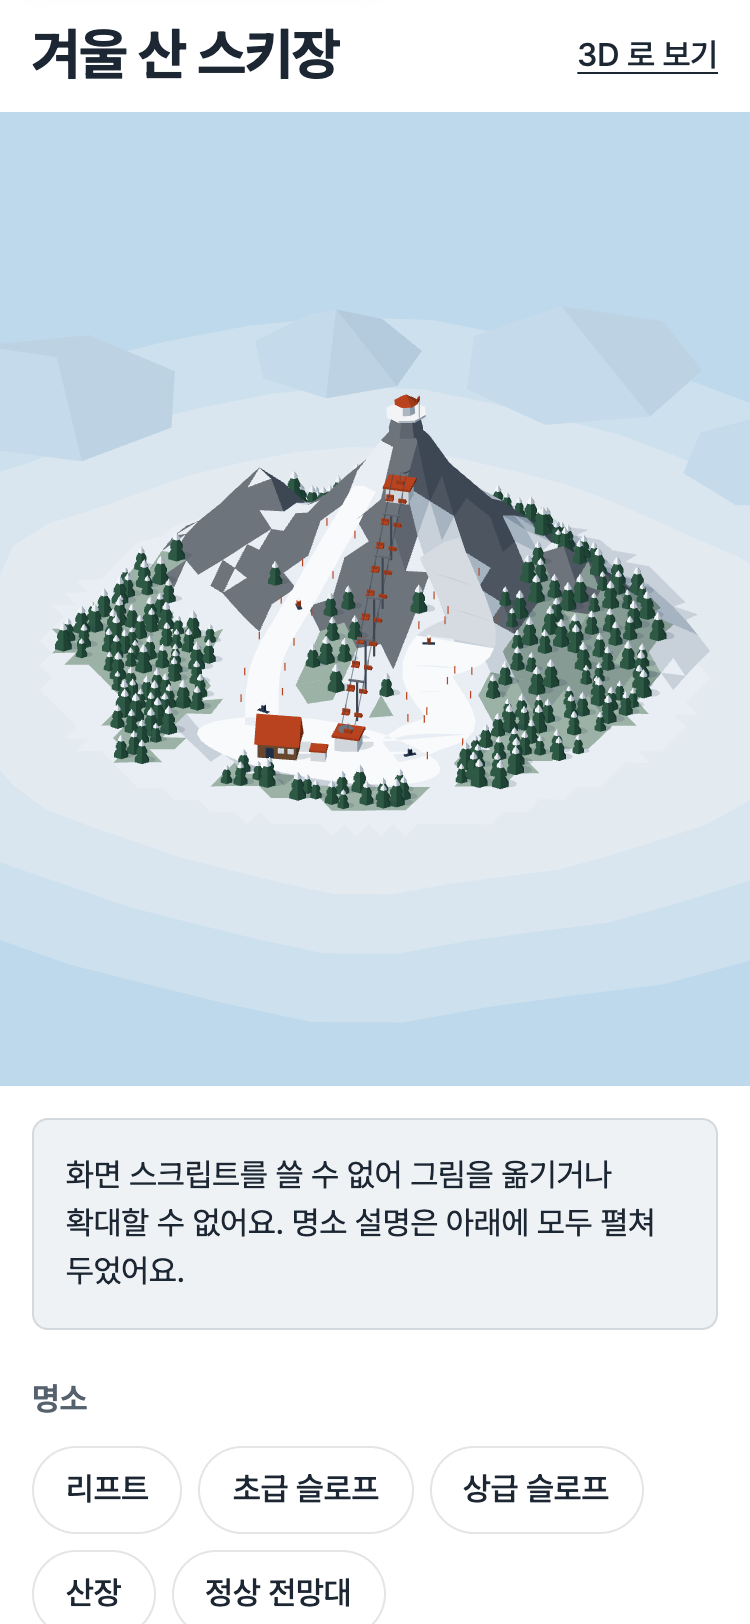 겨울 산 스키장
3D 로 보기
화면 스크립트를 쓸 수 없어 그림을 옮기거나
확대할 수 없어요. 명소 설명은 아래에 모두 펼쳐
두었어요.
명소
리프트
초급 슬로프
상급 슬로프
산장
정상 전망대